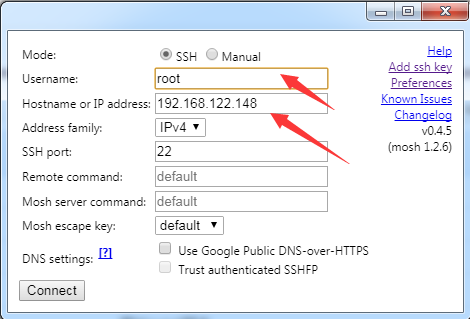 Mode: SSH Manual Help
Username: root Add ssh key
Preferences
Hostname or IP address: 192.168.122.148 Known Issues
Changelog
Address family: IPv4 v0.4.5
SSH port: 22 (mosh 1.2.6)
Remote command: default
Mosh server command: default
Mosh escape key: default
DNS settings: [?] Use Google Public DNS-over-HTTPS
Trust authenticated SSHFP
Connect